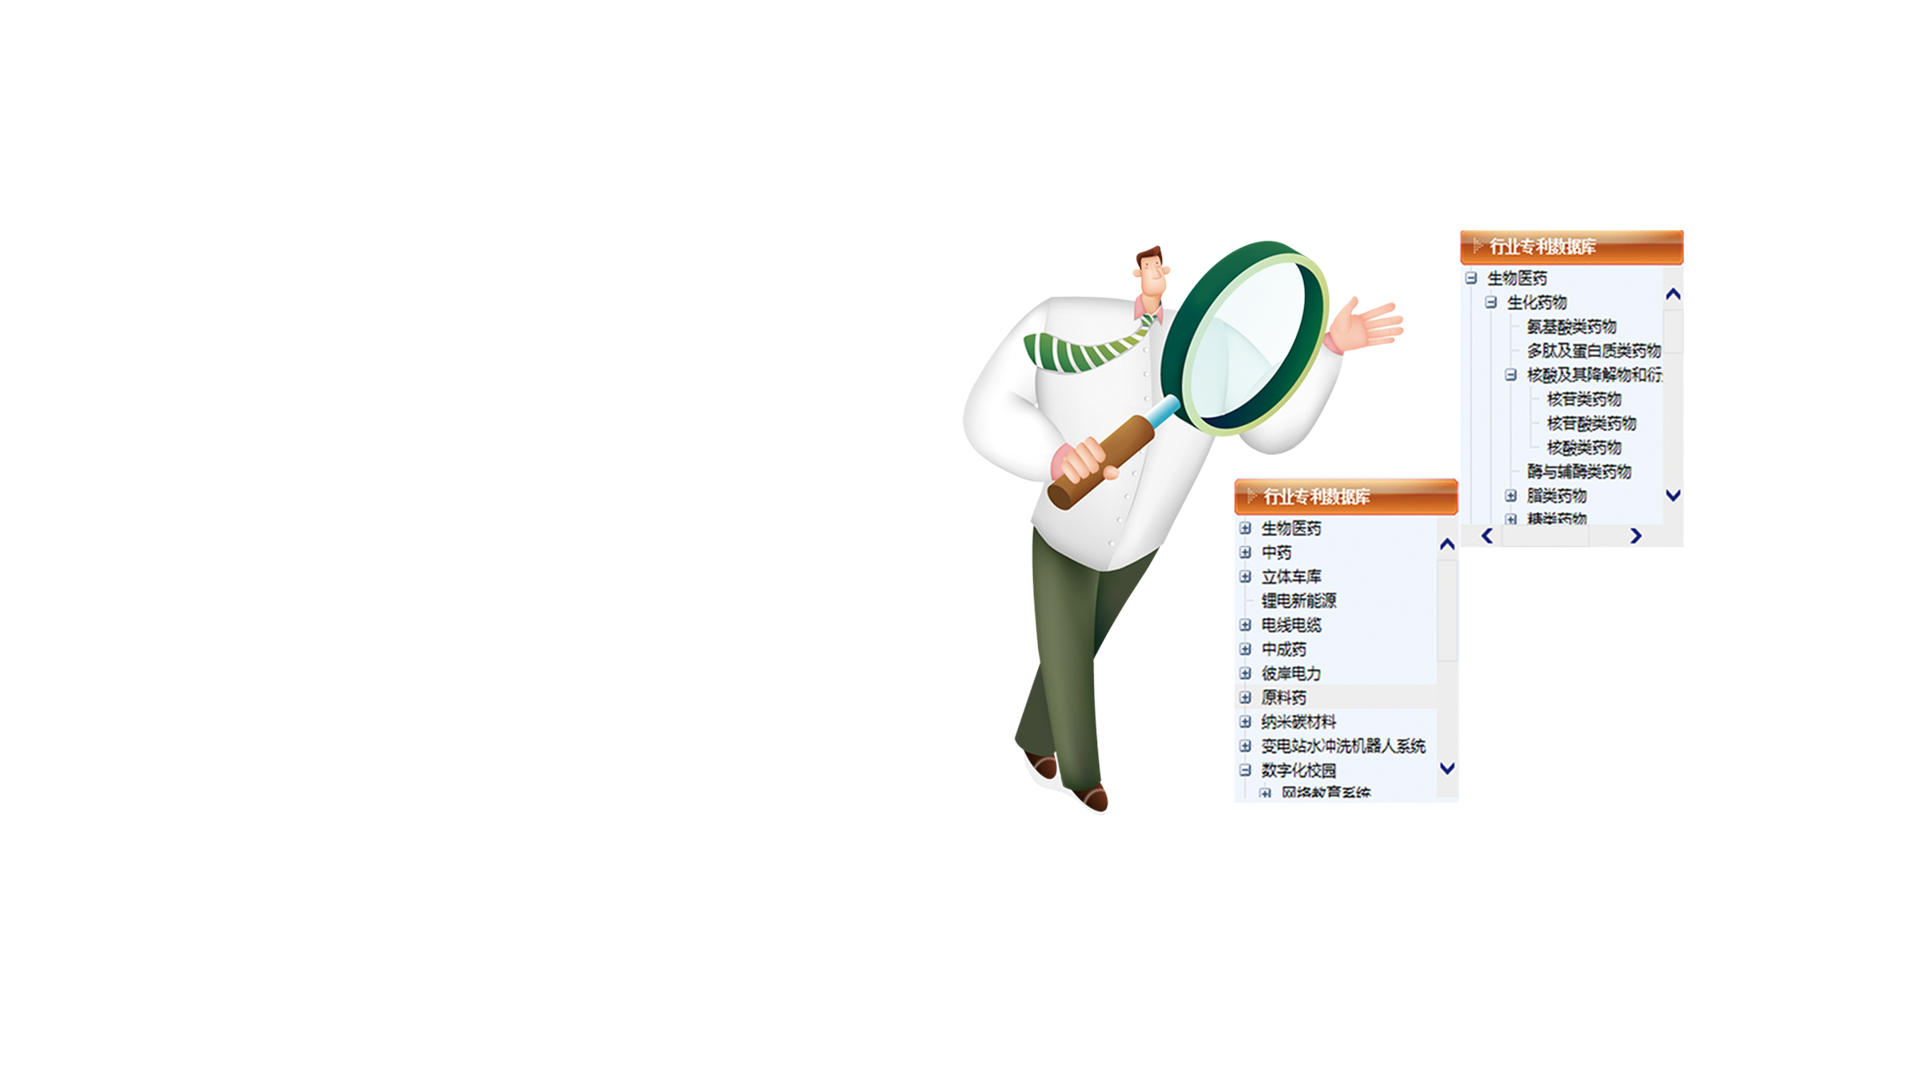 行业专利数据库
生物医药
生化药物
氨基酸类药物
多肽及蛋白质类药物
核酸及其降解物和衍
核苷类药物
核苷酸类药物
核酸类药物
酶与辅酶类药物
脂类药物
糖类药物
行业专利数据库
生物医药
中药
立体车库
锂电新能源
电线电缆
中成药
彼岸电力
原料药
纳米碳材料
变电站水冲洗机器人系统
数字化校园
网络教育系统